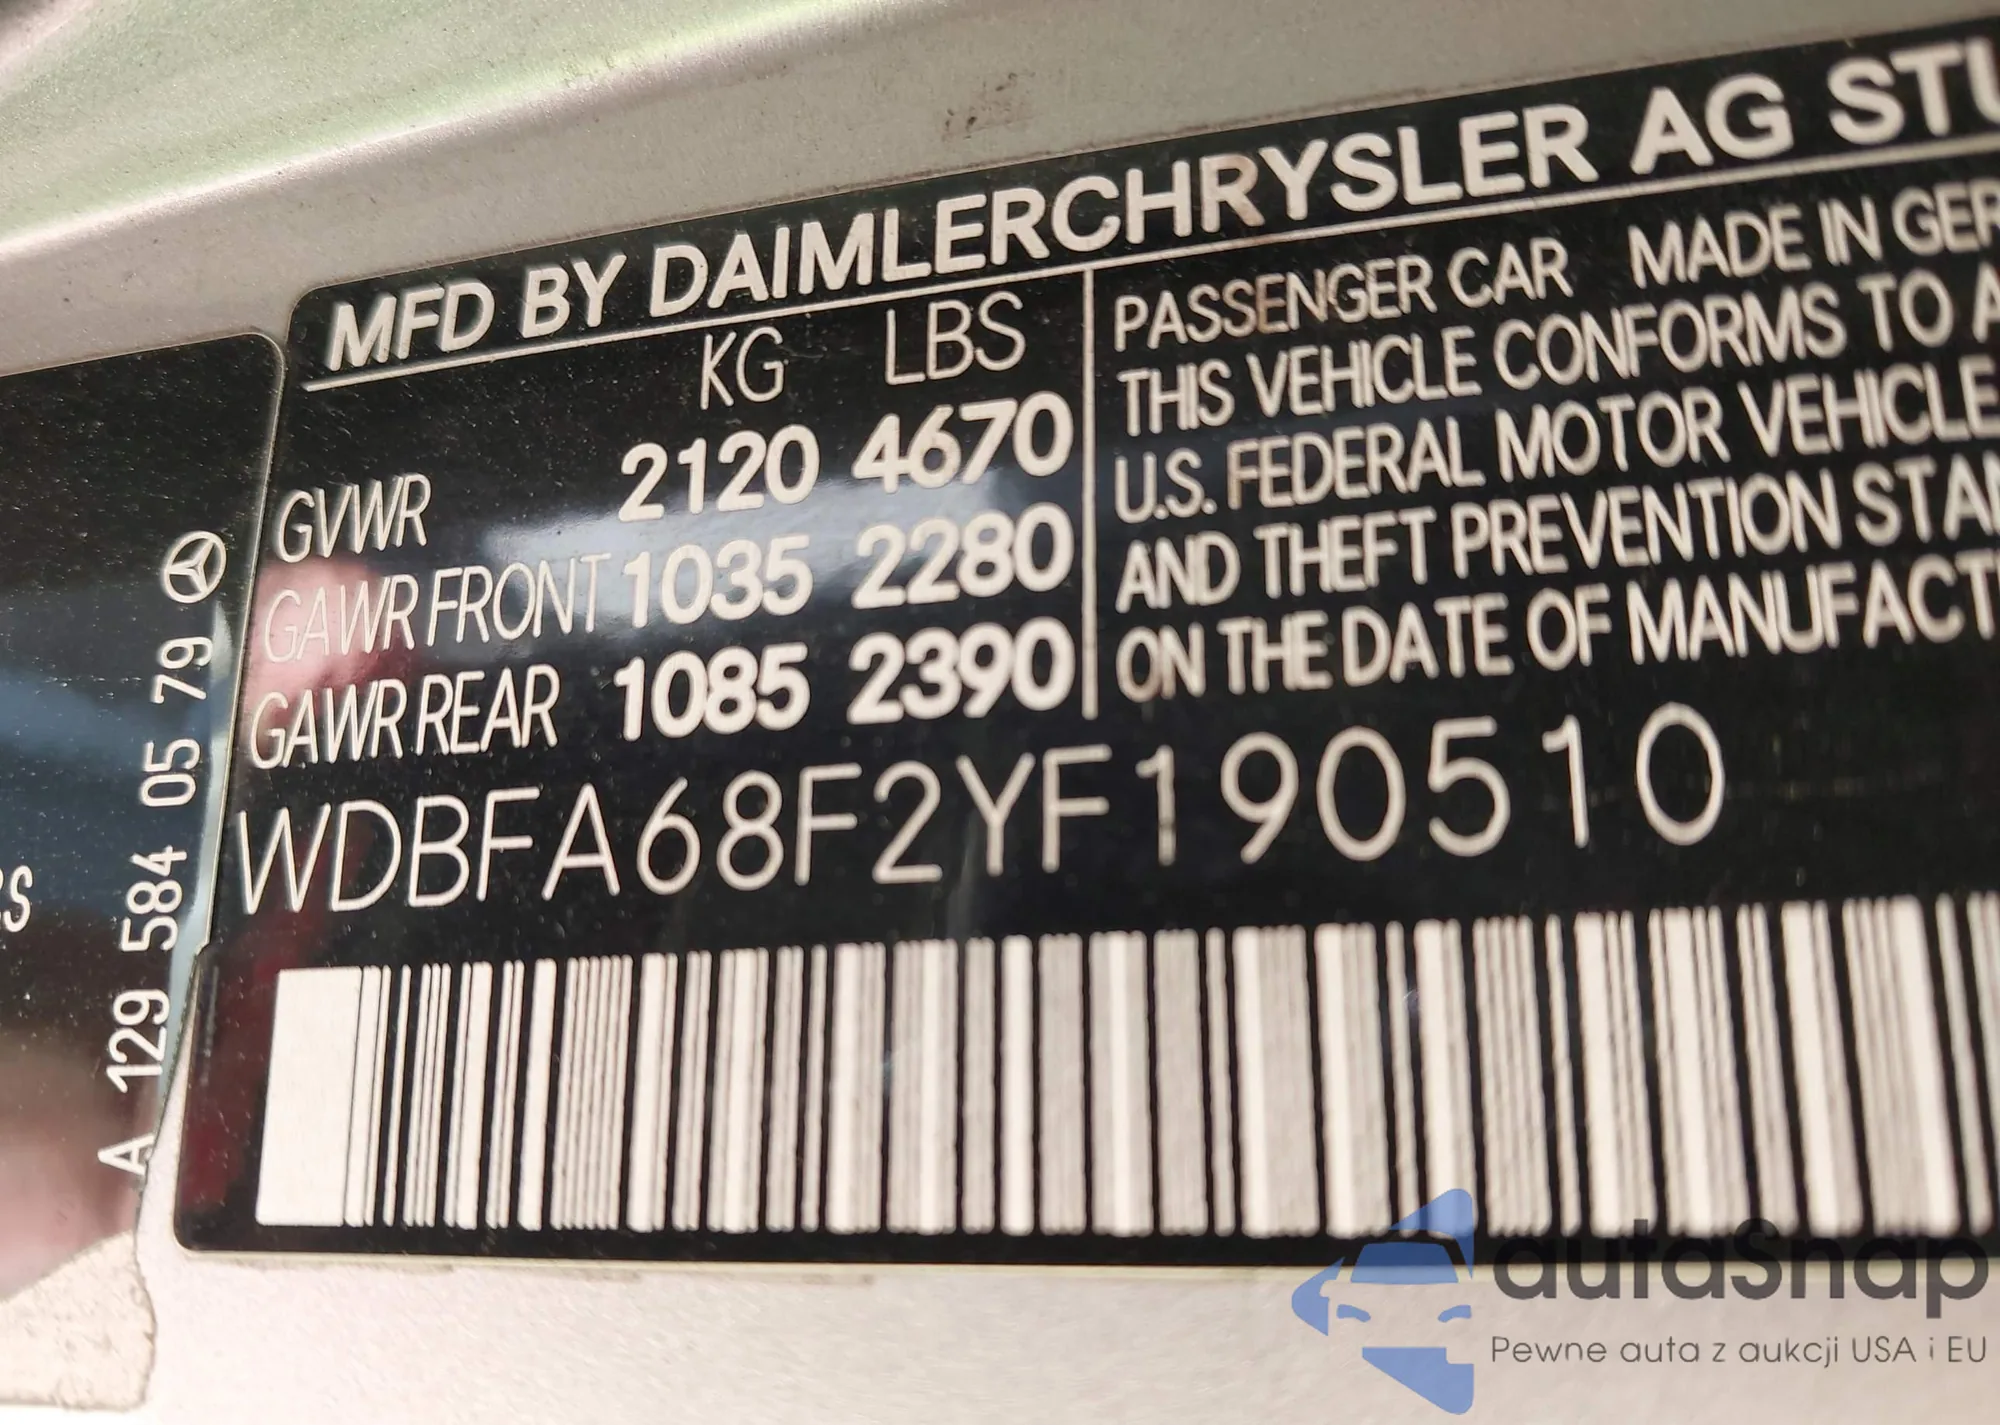 MFD BY DAIMLERCHRYSLER AG STU
KG LBS
GVWR 2120 4670
GAWR FRONT 1035 2280
GAWR REAR 1085 2390
PASSENGER CAR MADE IN GER
THIS VEHICLE CONFORMS TO A
U.S. FEDERAL MOTOR VEHICLE
AND THEFT PREVENTION STAN
ON THE DATE OF MANUFACT
WDBFA68F2YF190510
A 129 584 05 79
autaSnap
Pewne auta z aukcji USA i EU